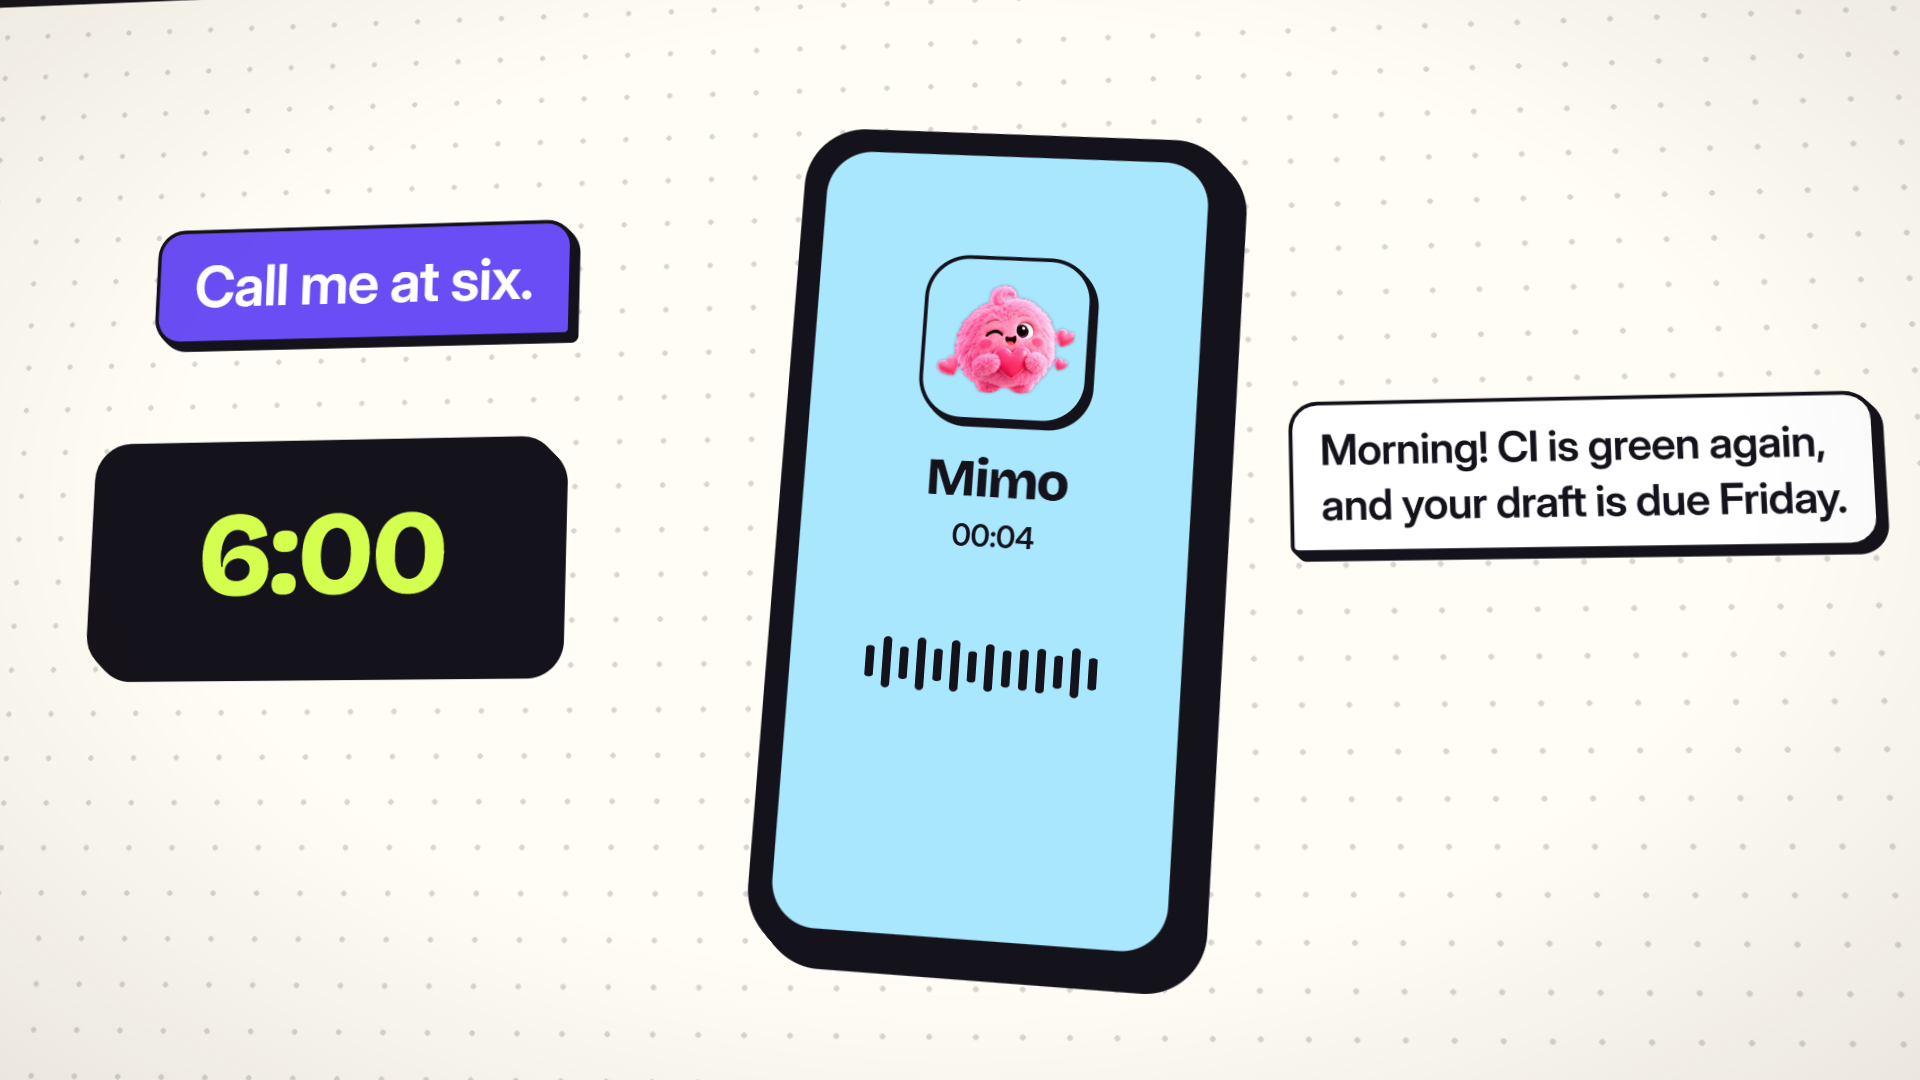 Call me at six.
6:00
Mimo
00:04
Morning! CI is green again,
and your draft is due Friday.